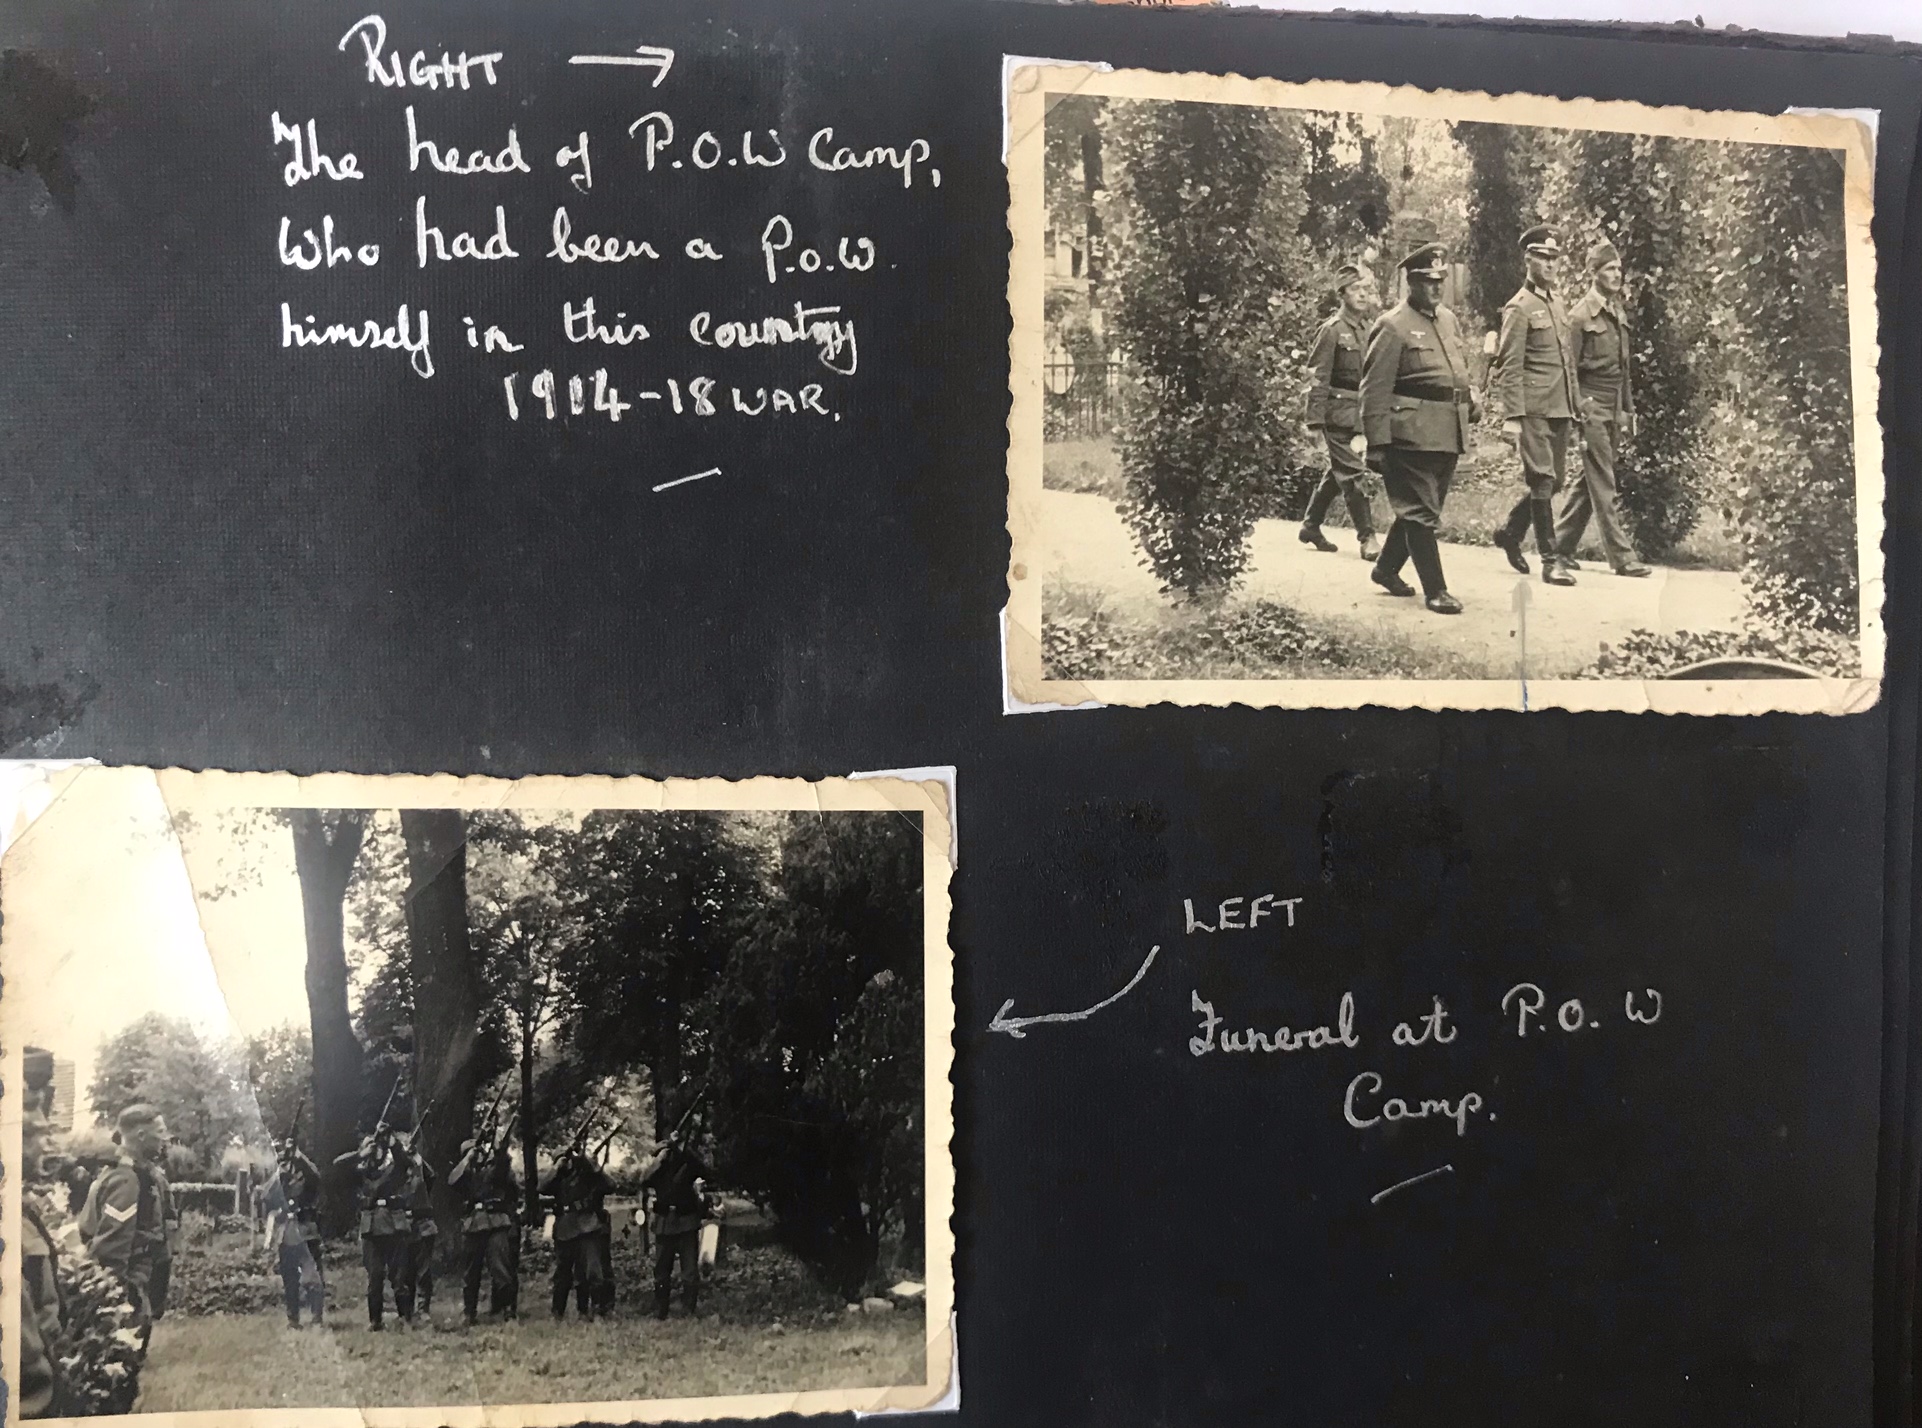 RIGHT →
The head of P.O.W Camp,
Who had been a P.O.W.
himself in this country
1914-18 WAR.
LEFT
Funeral at P.O.W
Camp.